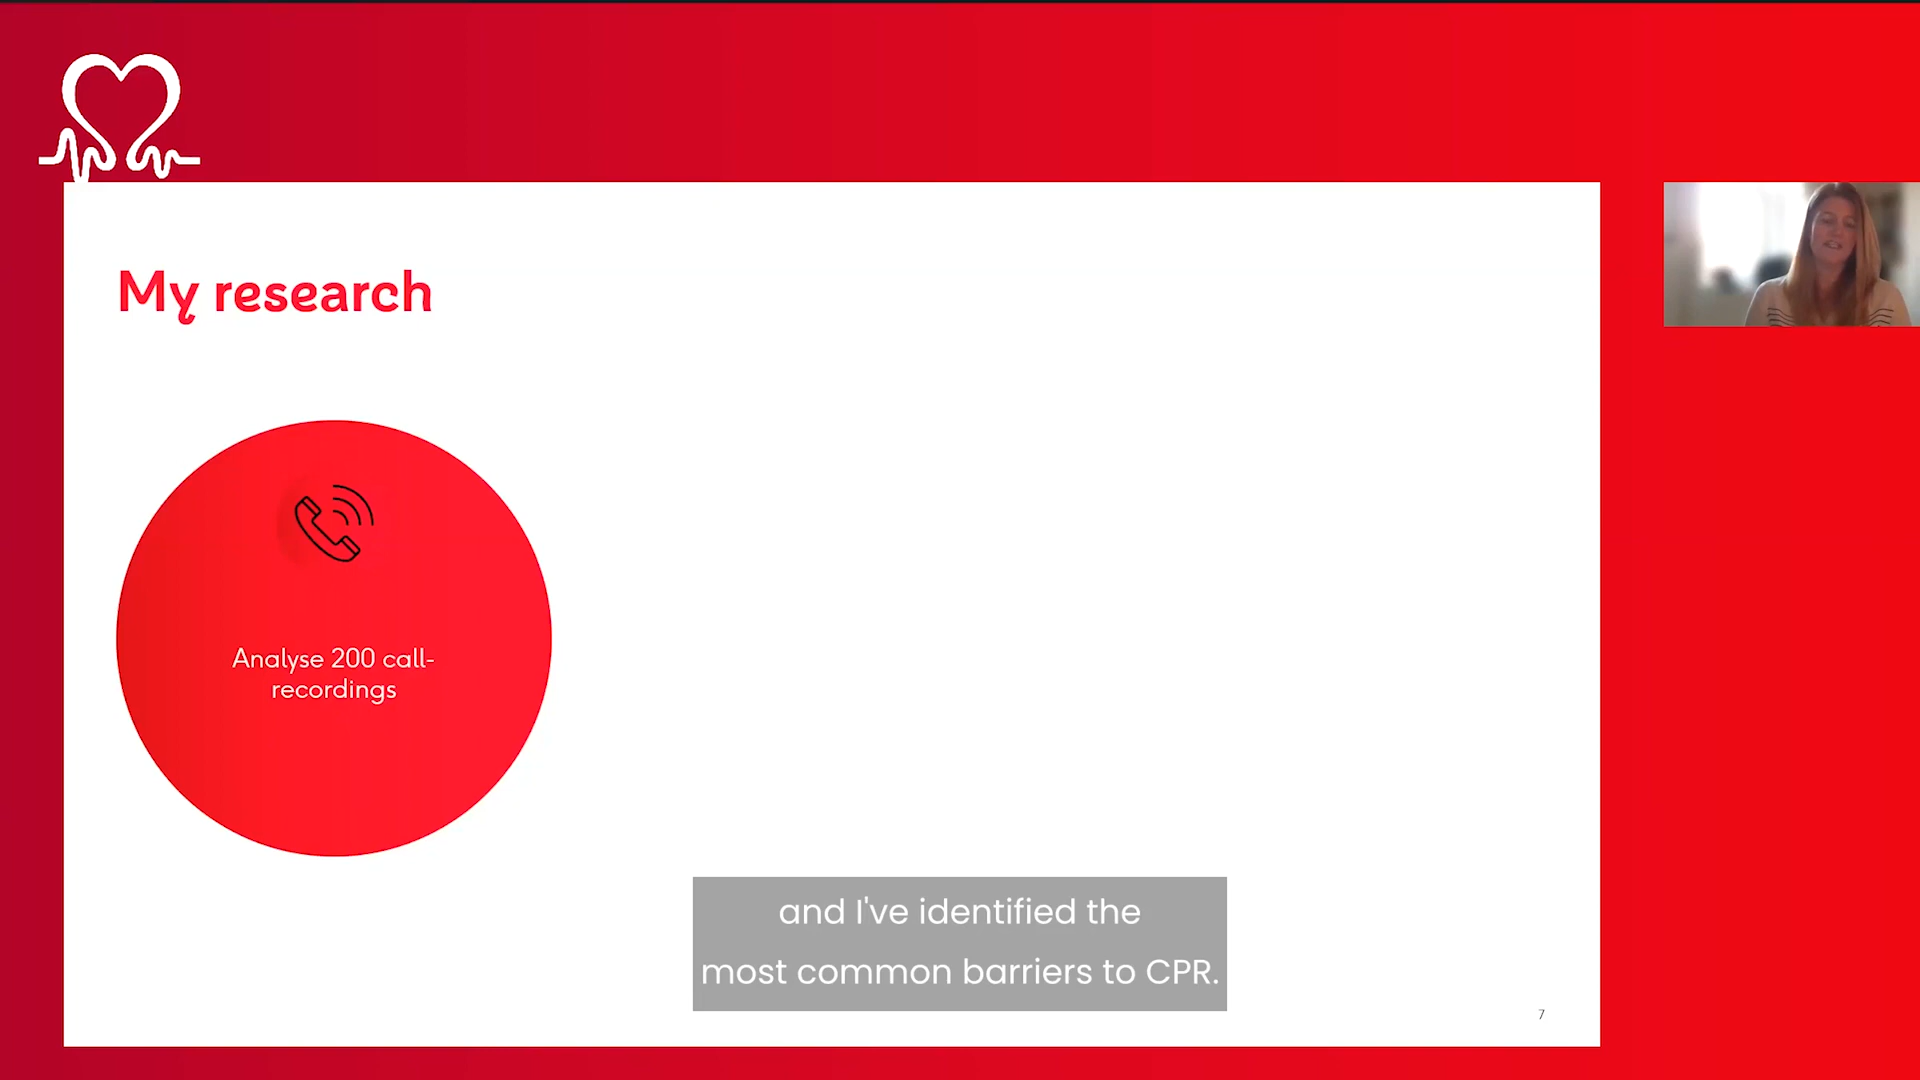 My research
Analyse 200 call-
recordings
and I've identified the
most common barriers to CPR.
7